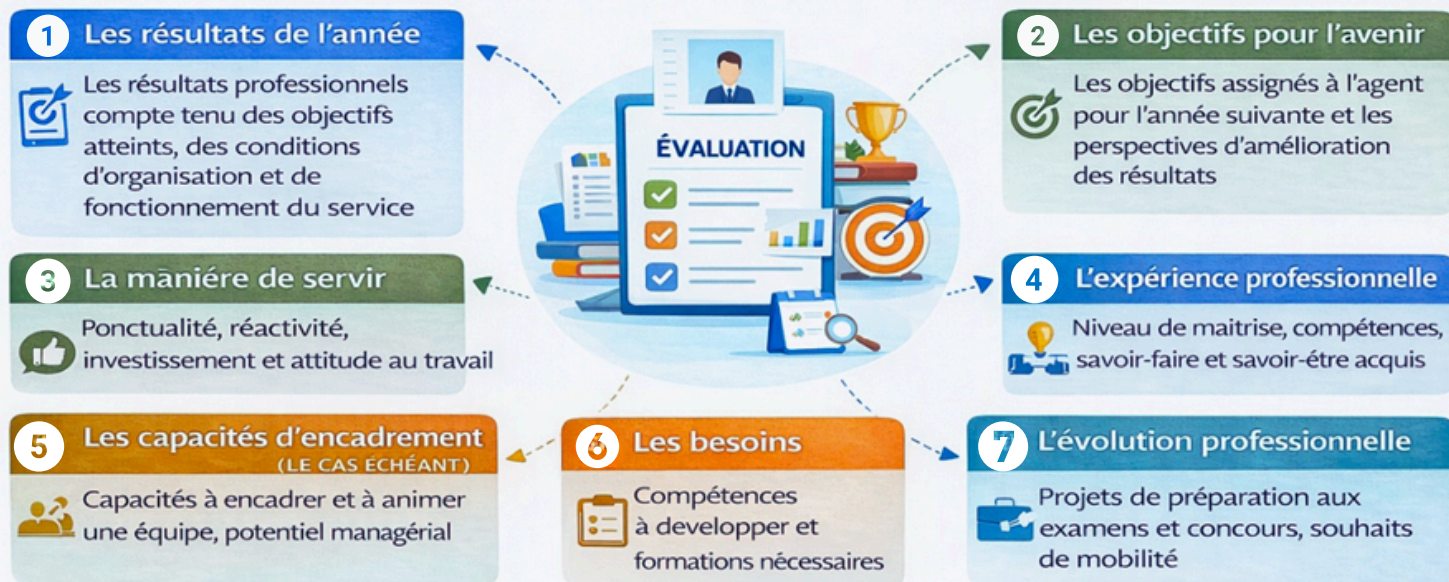 1 Les résultats de l'année
Les résultats professionnels
compte tenu des objectifs
atteints, des conditions
d'organisation et de
fonctionnement du service
2 Les objectifs pour l'avenir
Les objectifs assignés à l'agent
pour l'année suivante et les
perspectives d'amélioration
des résultats
ÉVALUATION
3 La maniére de servir
Ponctualité, réactivité,
investissement et attitude au travail
4 L'expérience professionnelle
Niveau de maitrise, compétences,
savoir-faire et savoir-étre acquis
5 Les capacités d'encadrement
(LE CAS ÉCHÉANT)
Capacités à encadrer et à animer
une équipe, potentiel managérial
6 Les besoins
Compétences
à developper et
formations nécessaires
7 L'évolution professionnelle
Projets de préparation aux
examens et concours, souhaits
de mobilité